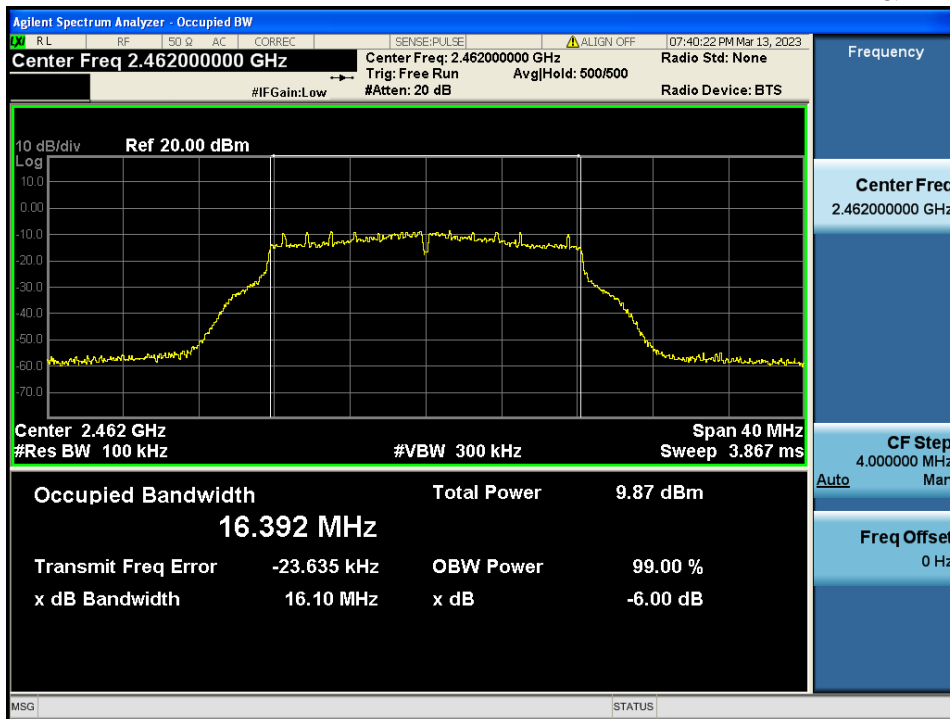 Agilent Spectrum Analyzer - Occupied BW
LXI RL RF 50 Ω AC CORREC SENSE:PULSE ALIGN OFF 07:40:22 PM Mar 13, 2023
Center Freq 2.462000000 GHz
Center Freq: 2.462000000 GHz Radio Std: None
Trig: Free Run Avg|Hold: 500/500
#IFGain:Low #Atten: 20 dB Radio Device: BTS
10 dB/div Ref 20.00 dBm
Log
10.0
0.00
-10.0
-20.0
-30.0
-40.0
-50.0
-60.0
-70.0
Center 2.462 GHz Span 40 MHz
#Res BW 100 kHz #VBW 300 kHz Sweep 3.867 ms
Occupied Bandwidth Total Power 9.87 dBm
16.392 MHz
Transmit Freq Error -23.635 kHz OBW Power 99.00 %
x dB Bandwidth 16.10 MHz x dB -6.00 dB
MSG STATUS
Frequency
Center Freq
2.462000000 GHz
CF Step
4.000000 MHz
Auto Man
Freq Offset
0 Hz